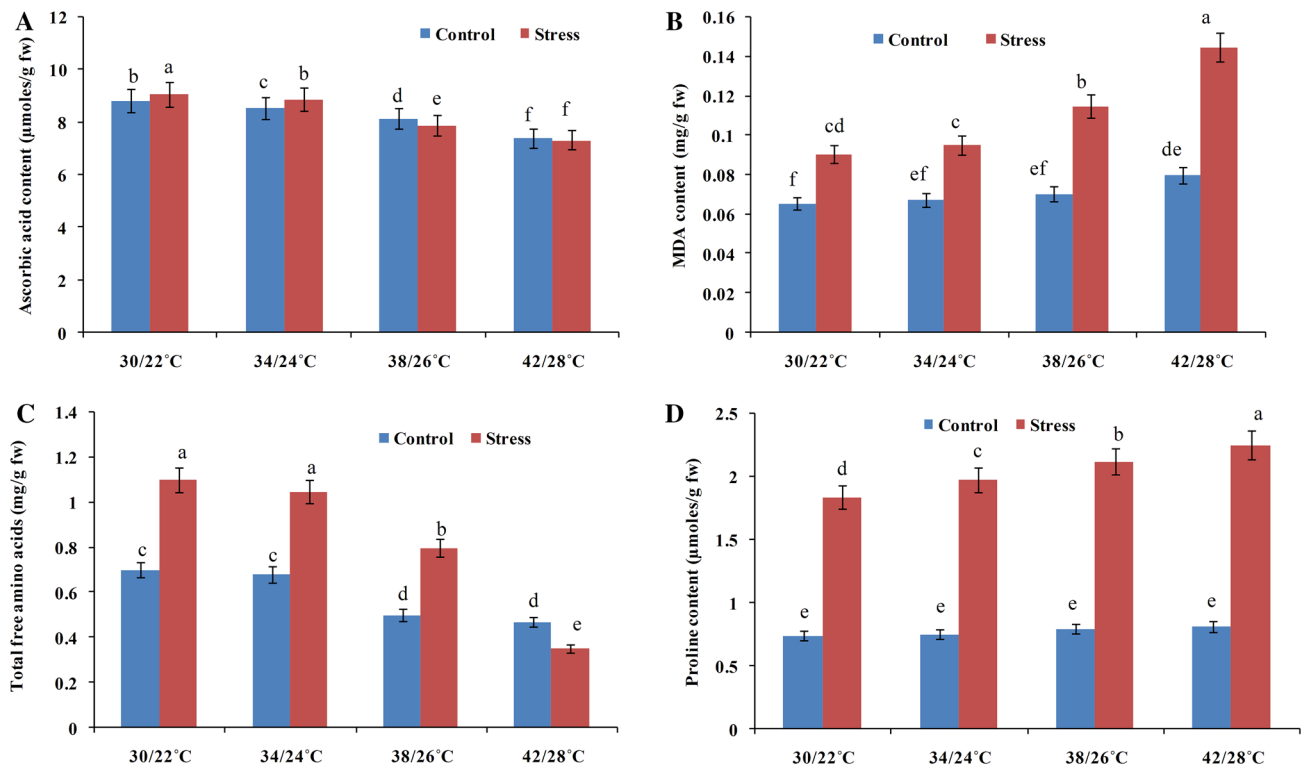 A
Ascorbic acid content (µmoles/g fw)
12
10
8
6
4
2
0
Control Stress
b a c b d e f f
30/22˚C 34/24˚C 38/26˚C 42/28˚C
B
MDA content (mg/g fw)
0.16
0.14
0.12
0.1
0.08
0.06
0.04
0.02
0
Control Stress
f cd ef c ef b de a
30/22˚C 34/24˚C 38/26˚C 42/28˚C
C
Total free amino acids (mg/g fw)
1.4
1.2
1
0.8
0.6
0.4
0.2
0
Control Stress
c a c a d b d e
30/22˚C 34/24˚C 38/26˚C 42/28˚C
D
Proline content (µmoles/g fw)
2.5
2
1.5
1
0.5
0
Control Stress
e d e c e b e a
30/22˚C 34/24˚C 38/26˚C 42/28˚C